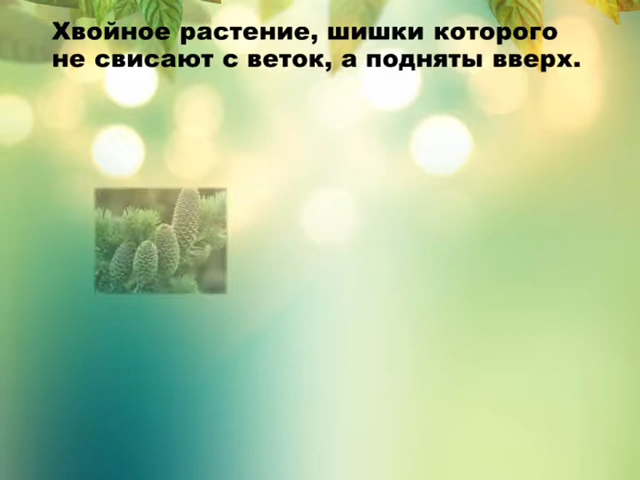 Хвойное растение, шишки которого
не свисают с веток, а подняты вверх.